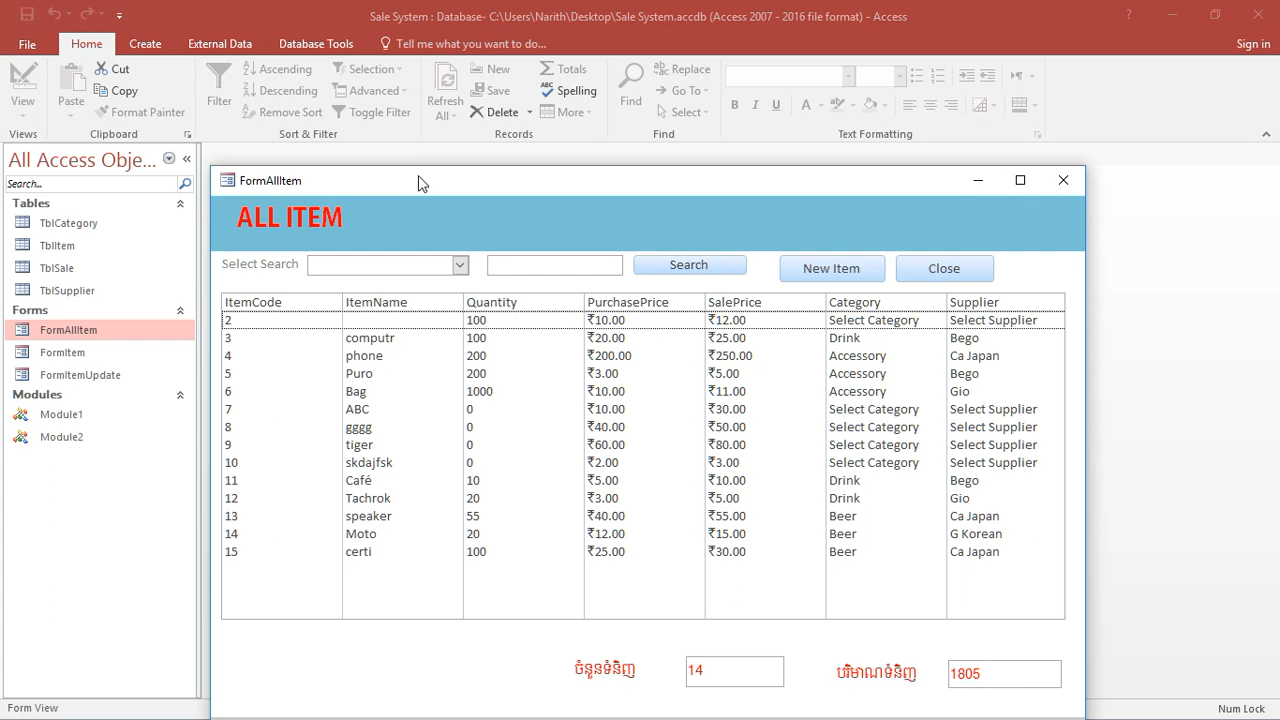 Sale System : Database- C:\Users\Narith\Desktop\Sale System.accdb (Access 2007 - 2016 file format) - Access
File Home Create External Data Database Tools Tell me what you want to do... Sign in
View
Views
Paste
Cut
Copy
Format Painter
Clipboard
Filter
Ascending
Descending
Remove Sort
Selection
Advanced
Toggle Filter
Sort & Filter
Refresh All
New
Save
Delete
Totals
Spelling
More
Records
Find
Replace
Go To
Select
Find
B I U A
Text Formatting
All Access Obje...
Search...
Tables
TblCategory
TblItem
TblSale
TblSupplier
Forms
FormAllItem
FormItem
FormItemUpdate
Modules
Module1
Module2
FormAllItem
ALL ITEM
Select Search Search New Item Close
ItemCode ItemName Quantity PurchasePrice SalePrice Category Supplier
2 100 ₹10.00 ₹12.00 Select Category Select Supplier
3 computr 100 ₹20.00 ₹25.00 Drink Bego
4 phone 200 ₹200.00 ₹250.00 Accessory Ca Japan
5 Puro 200 ₹3.00 ₹5.00 Accessory Bego
6 Bag 1000 ₹10.00 ₹11.00 Accessory Gio
7 ABC 0 ₹10.00 ₹30.00 Select Category Select Supplier
8 gggg 0 ₹40.00 ₹50.00 Select Category Select Supplier
9 tiger 0 ₹60.00 ₹80.00 Select Category Select Supplier
10 skdajfsk 0 ₹2.00 ₹3.00 Select Category Select Supplier
11 Café 10 ₹5.00 ₹10.00 Drink Bego
12 Tachrok 20 ₹3.00 ₹5.00 Drink Gio
13 speaker 55 ₹40.00 ₹55.00 Beer Ca Japan
14 Moto 20 ₹12.00 ₹15.00 Beer G Korean
15 certi 100 ₹25.00 ₹30.00 Beer Ca Japan
ចំនួនទំនិញ 14 បរិមាណទំនិញ 1805
Form View Num Lock